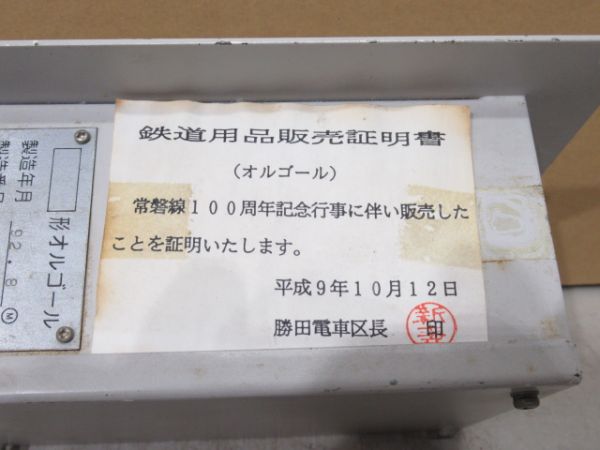 鉄道用品販売証明書
(オルゴール)
常磐線100周年記念行事に伴い販売した
ことを証明いたします。
平成9年10月12日
勝田電車区長 印
形オルゴール
製造年月 92.8 M